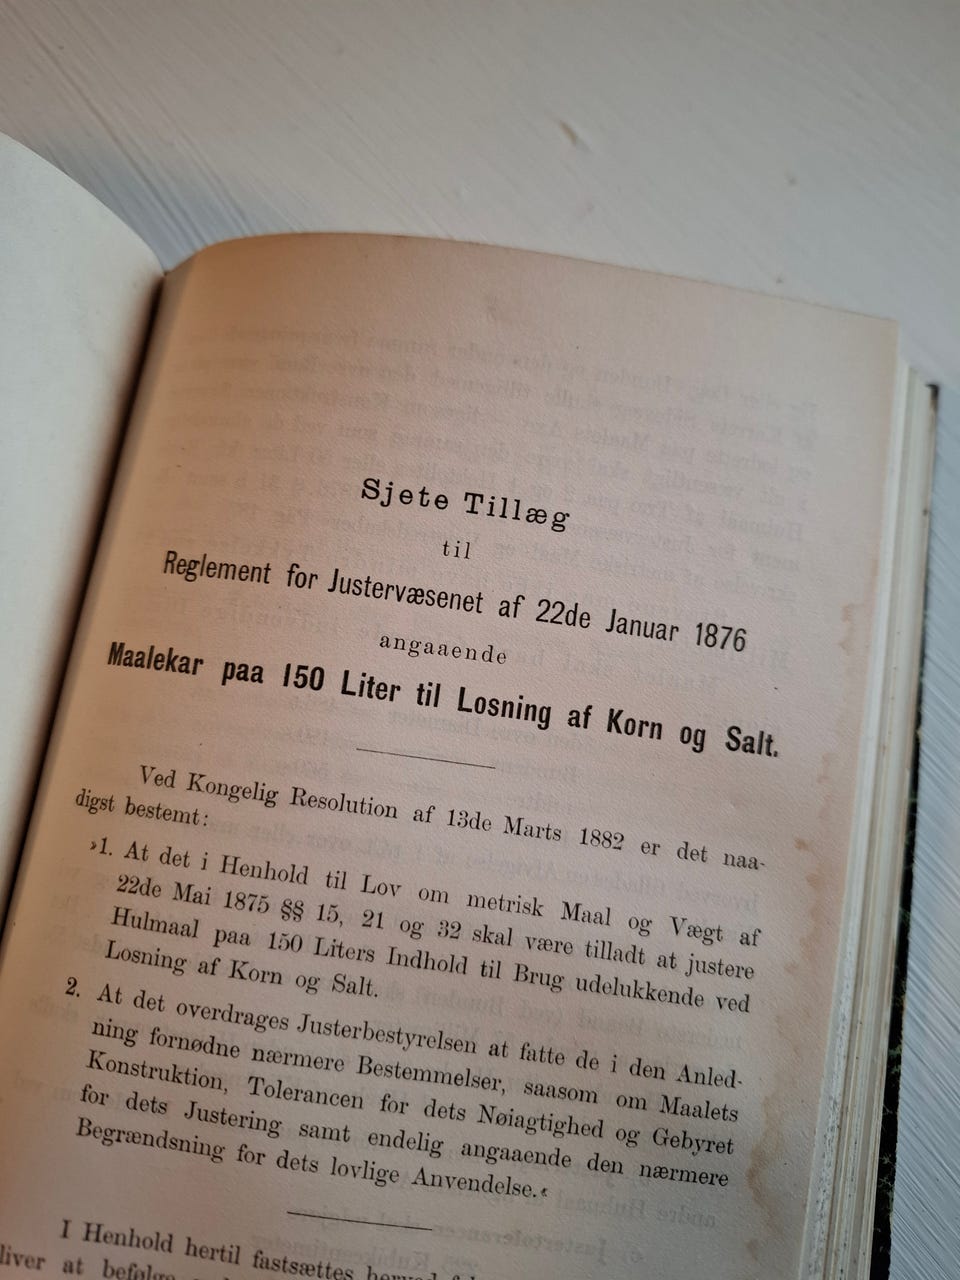 Sjete Tillæg
til
Reglement for Justervæsenet af 22de Januar 1876
angaaende
Maalekar paa 150 Liter til Losning af Korn og Salt.
Ved Kongelig Resolution af 13de Marts 1882 er det naa-
digst bestemt:
»1. At det i Henhold til Lov om metrisk Maal og Vægt af
22de Mai 1875 §§ 15, 21 og 32 skal være tilladt at justere
Hulmaal paa 150 Liters Indhold til Brug udelukkende ved
Losning af Korn og Salt.
2. At det overdrages Justerbestyrelsen at fatte de i den Anled-
ning fornødne nærmere Bestemmelser, saasom om Maalets
Konstruktion, Tolerancen for dets Nøiagtighed og Gebyret
for dets Justering samt endelig angaaende den nærmere
Begrændsning for dets lovlige Anvendelse.«
I Henhold hertil fastsættes herved
liver at